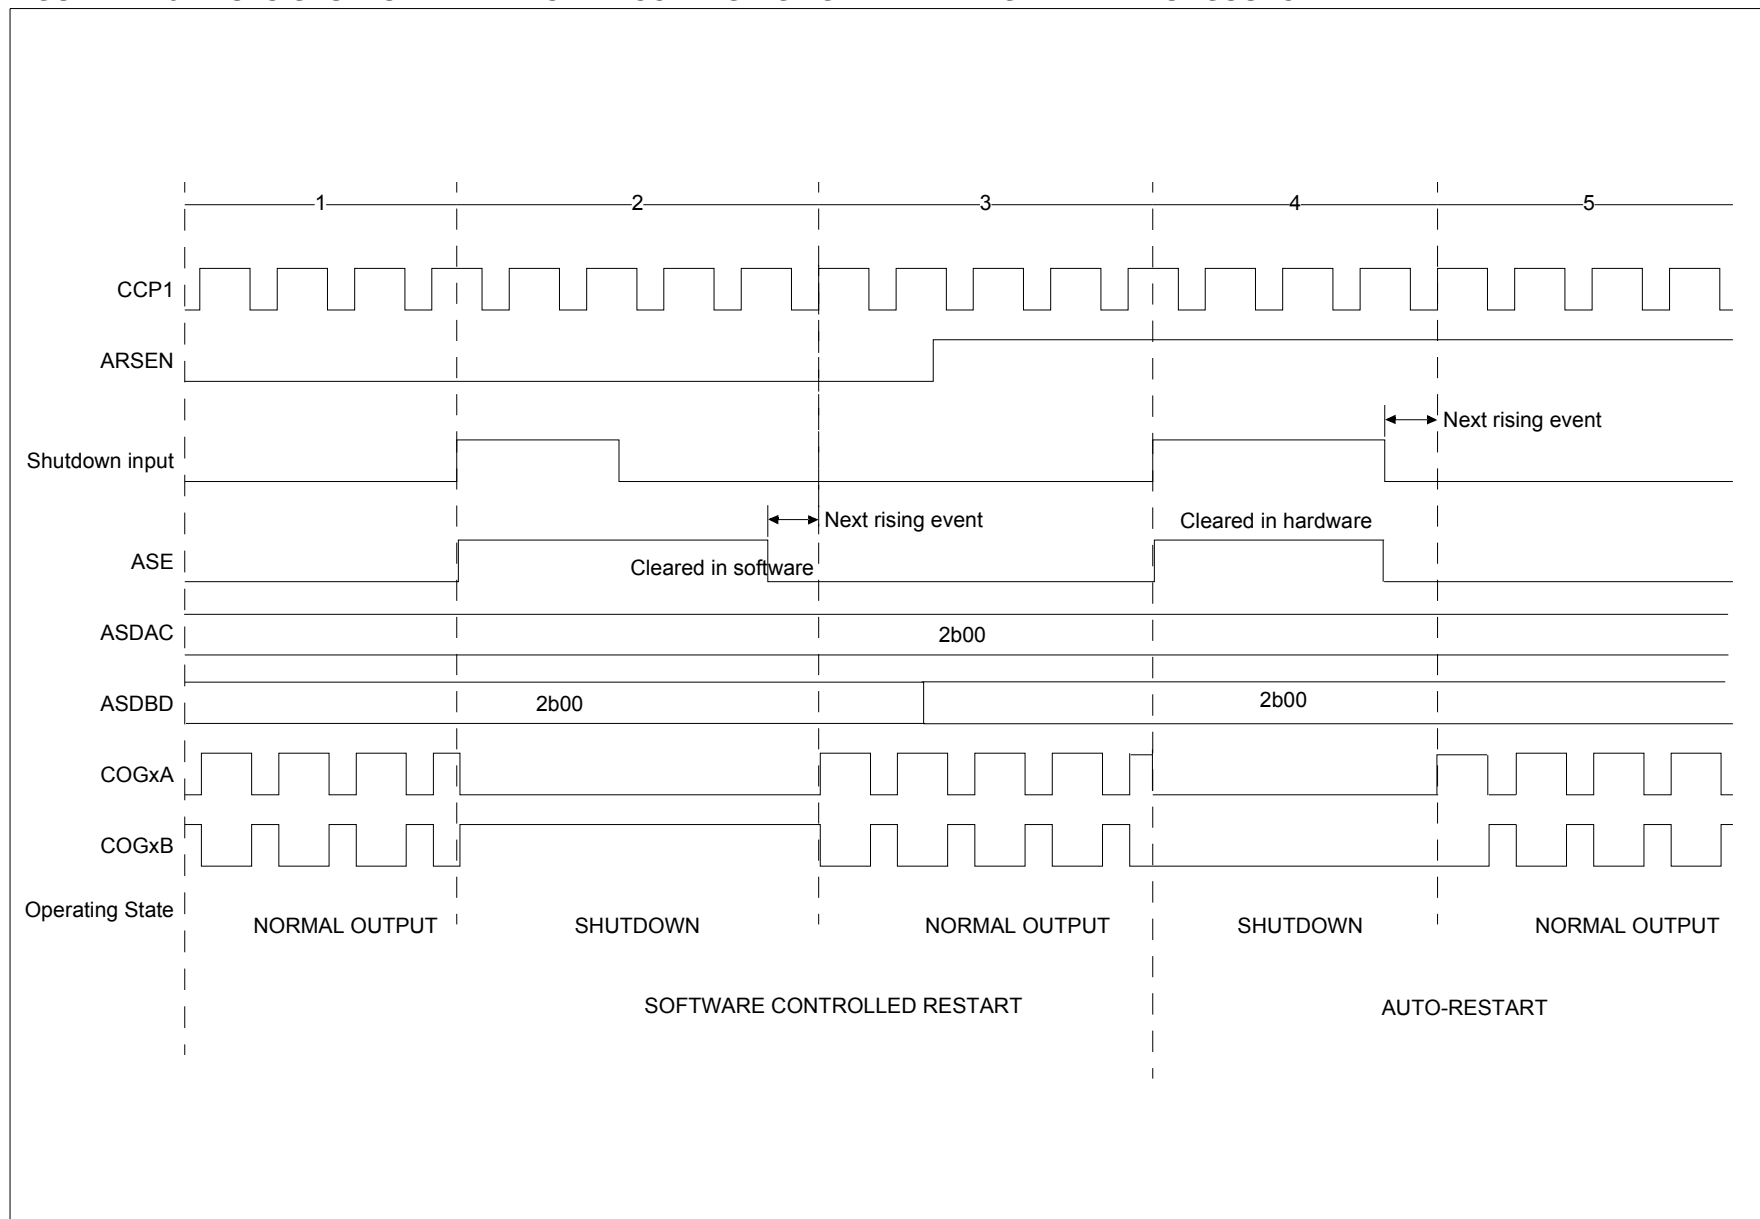 1 2 3 4 5
CCP1
ARSEN
Next rising event
Shutdown input
Next rising event Cleared in hardware
ASE
Cleared in software
ASDAC 2b00
ASDBD 2b00 2b00
COGxA
COGxB
Operating State
NORMAL OUTPUT SHUTDOWN NORMAL OUTPUT SHUTDOWN NORMAL OUTPUT
SOFTWARE CONTROLLED RESTART AUTO-RESTART